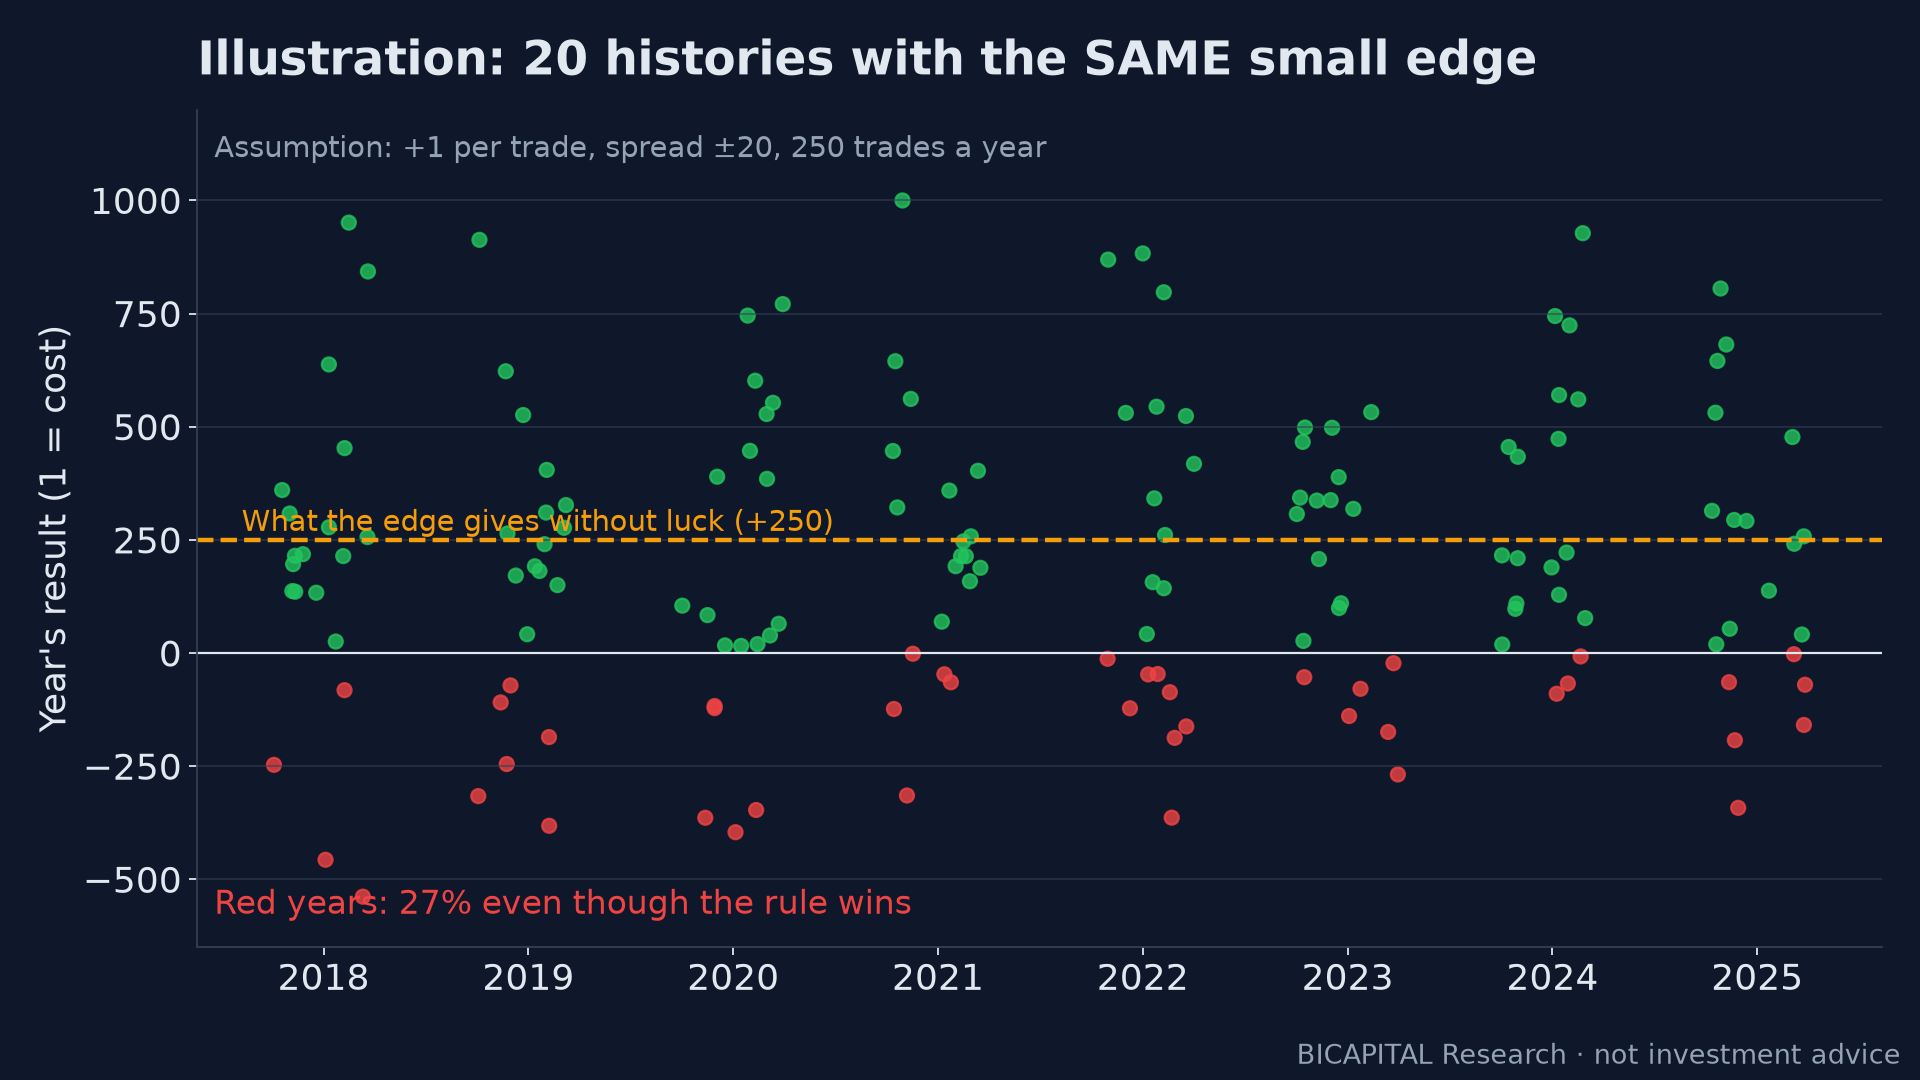 Illustration: 20 histories with the SAME small edge
Assumption: +1 per trade, spread ±20, 250 trades a year
Year's result (1 = cost)
1000
750
500
What the edge gives without luck (+250)
250
0
−250
−500
Red years: 27% even though the rule wins
2018 2019 2020 2021 2022 2023 2024 2025
BICAPITAL Research · not investment advice